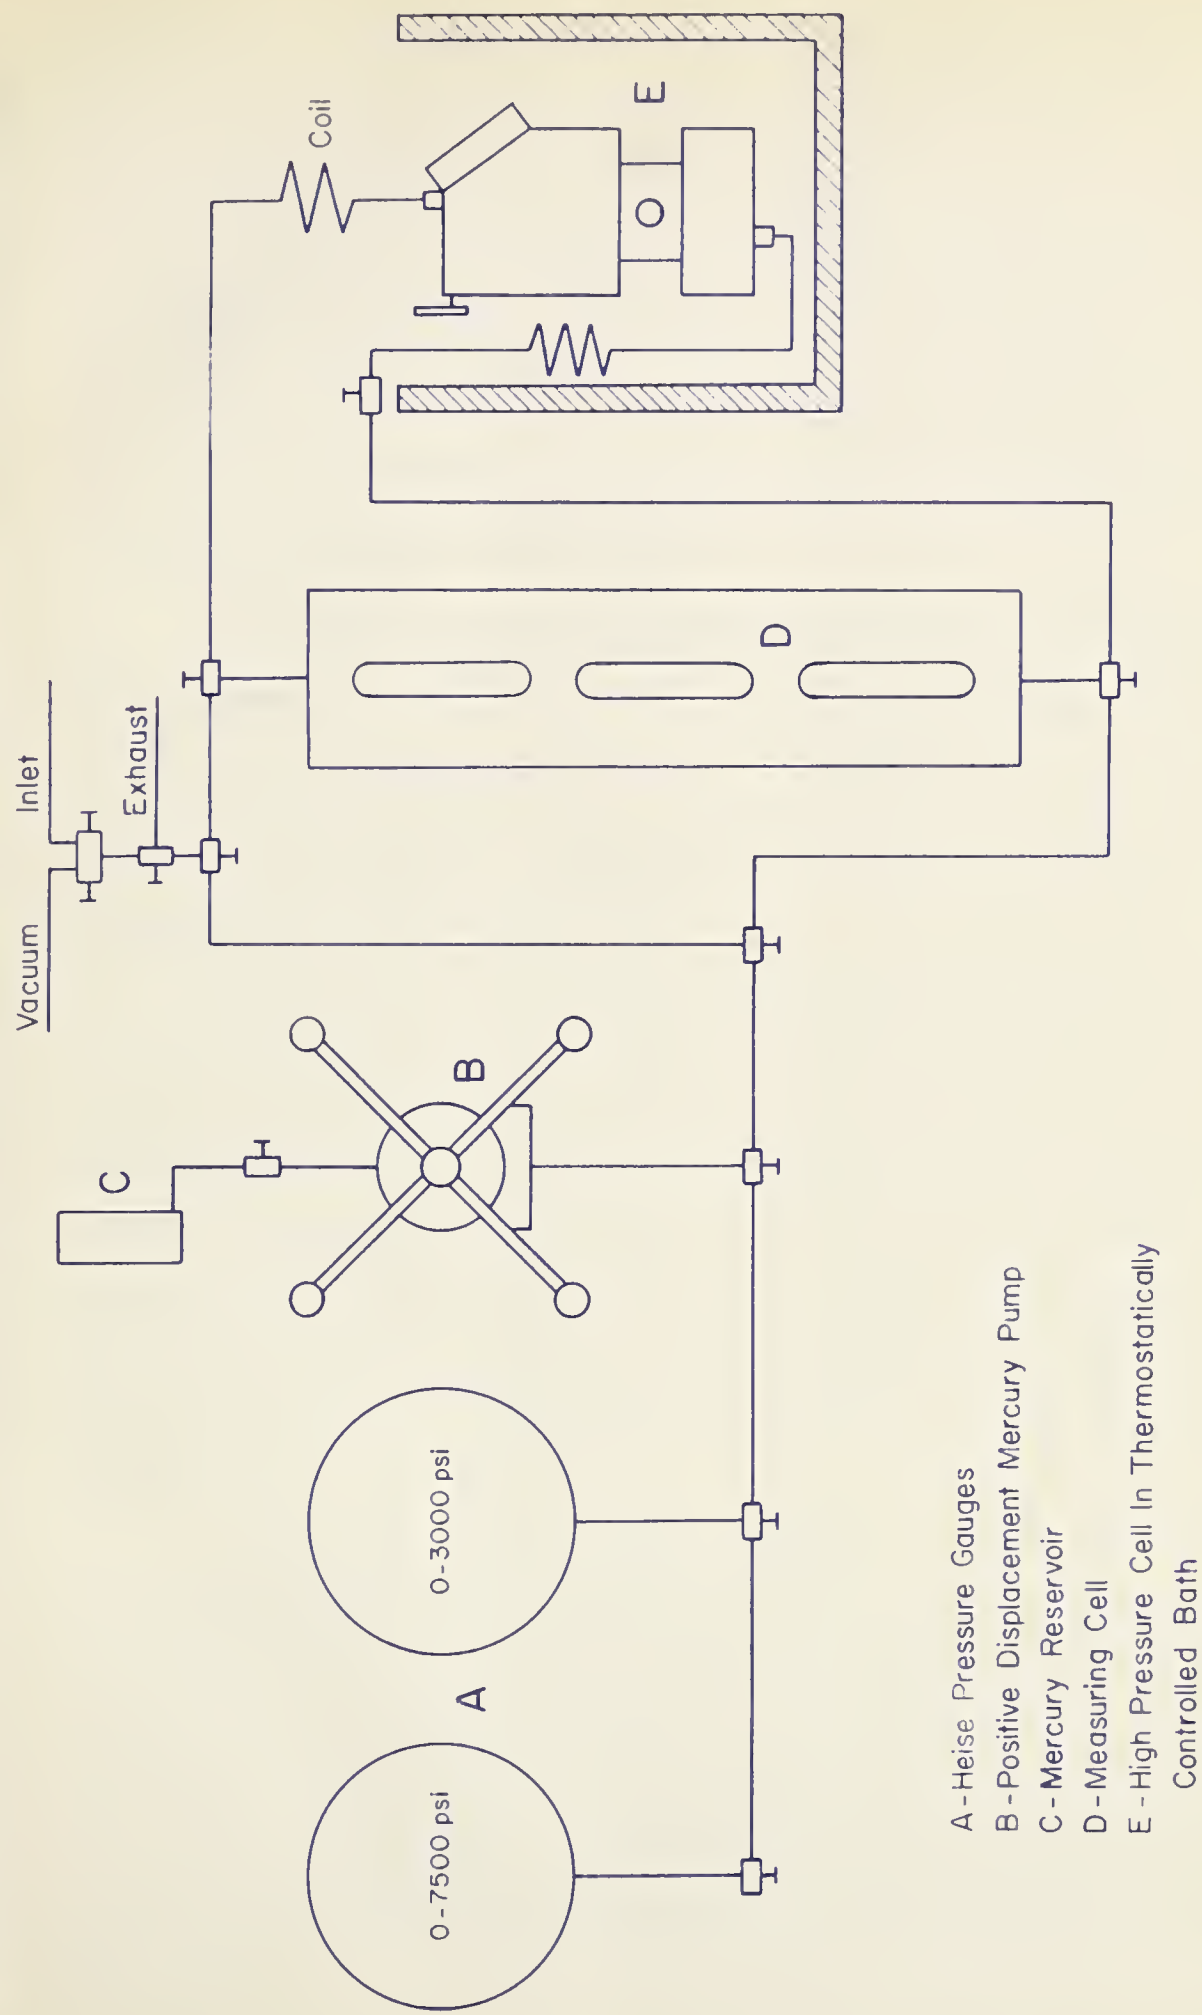 Vacuum
Inlet
Exhaust
Coil
C
B
D
E
A
0-7500 psi
0-3000 psi
A-Heise Pressure Gauges
B-Positive Displacement Mercury Pump
C-Mercury Reservoir
D-Measuring Cell
E-High Pressure Cell In Thermostatically
Controlled Bath